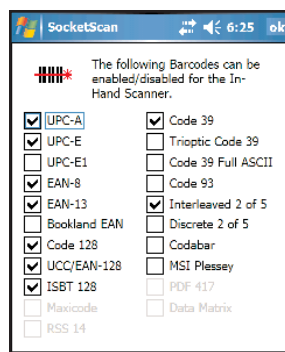 SocketScan 6:25 ok
The following Barcodes can be
enabled/disabled for the In-
Hand Scanner.
UPC-A
UPC-E
UPC-E1
EAN-8
EAN-13
Bookland EAN
Code 128
UCC/EAN-128
ISBT 128
Maxicode
RSS 14
Code 39
Trioptic Code 39
Code 39 Full ASCII
Code 93
Interleaved 2 of 5
Discrete 2 of 5
Codabar
MSI Plessey
PDF 417
Data Matrix